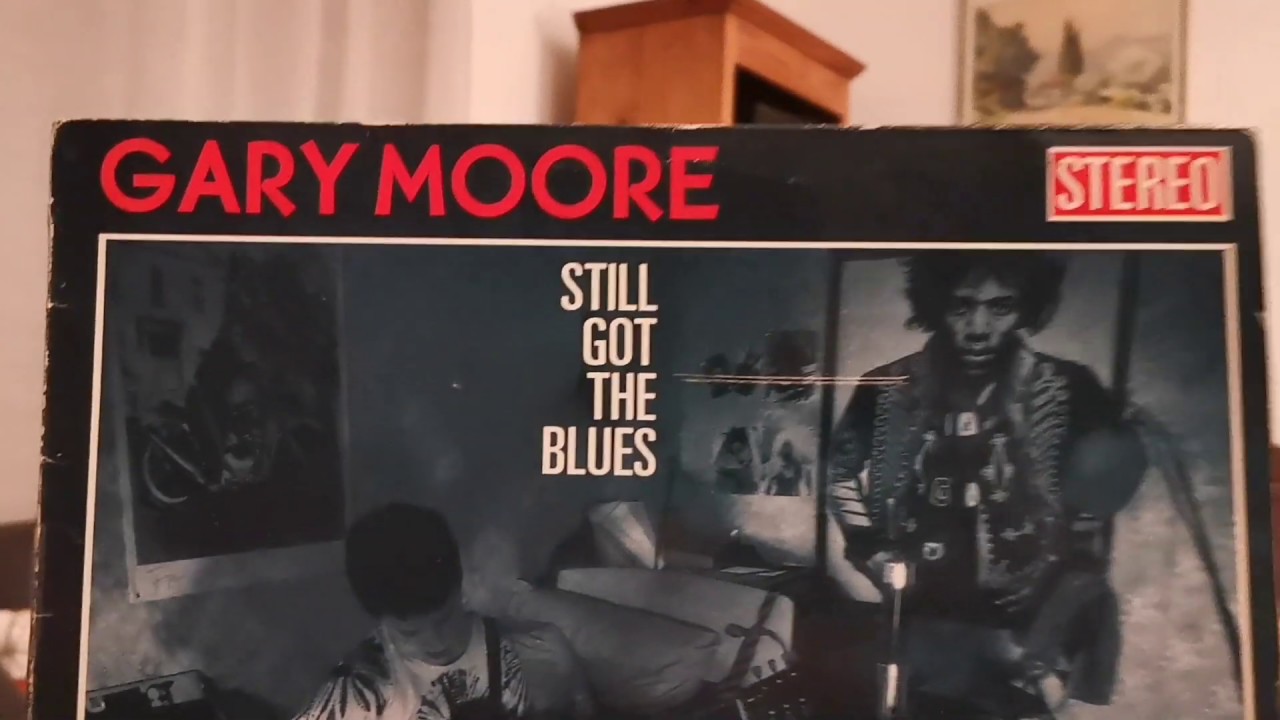 GARY MOORE
STEREO
STILL
GOT
THE
BLUES